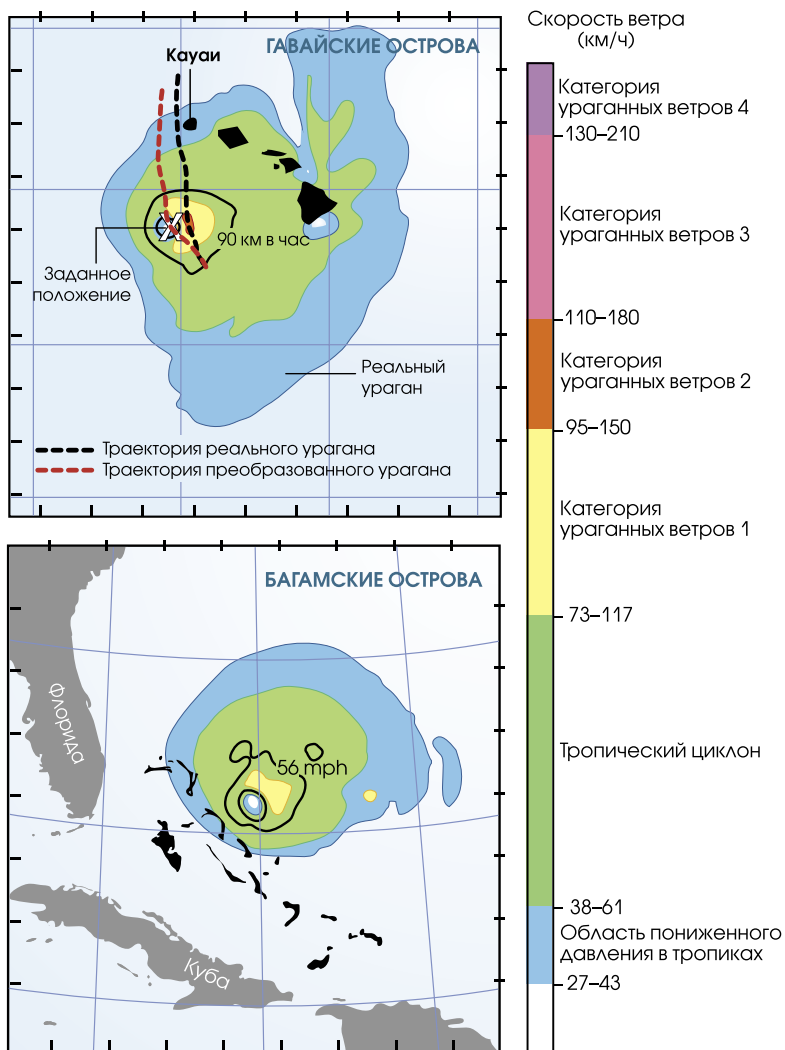 ГАВАЙСКИЕ ОСТРОВА
Кауаи
90 км в час
Заданное
положение
Реальный
ураган
Траектория реального урагана
Траектория преобразованного урагана
БАГАМСКИЕ ОСТРОВА
Флорида
56 mph
Куба
Скорость ветра
(км/ч)
Категория
ураганных ветров 4
130–210
Категория
ураганных ветров 3
110–180
Категория
ураганных ветров 2
95–150
Категория
ураганных ветров 1
73–117
Тропический циклон
38–61
Область пониженного
давления в тропиках
27–43